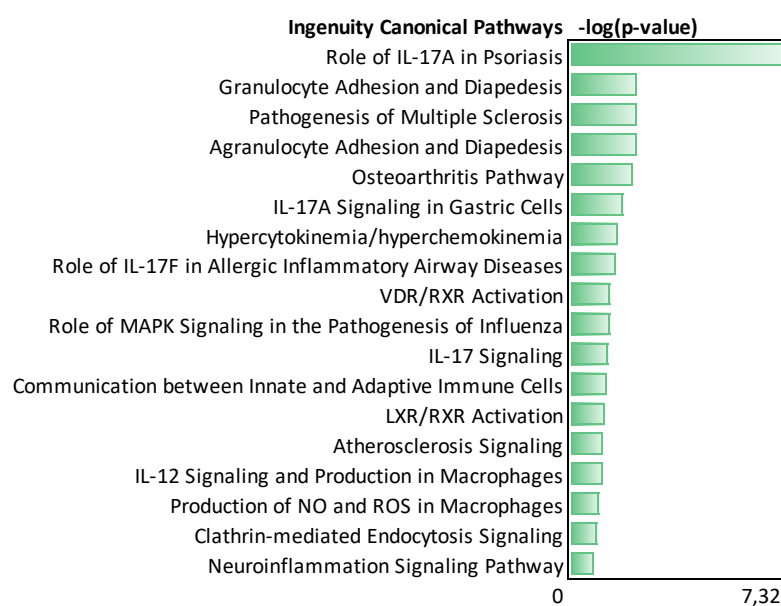 Ingenuity Canonical Pathways -log(p-value)
Role of IL-17A in Psoriasis
Granulocyte Adhesion and Diapedesis
Pathogenesis of Multiple Sclerosis
Agranulocyte Adhesion and Diapedesis
Osteoarthritis Pathway
IL-17A Signaling in Gastric Cells
Hypercytokinemia/hyperchemokinemia
Role of IL-17F in Allergic Inflammatory Airway Diseases
VDR/RXR Activation
Role of MAPK Signaling in the Pathogenesis of Influenza
IL-17 Signaling
Communication between Innate and Adaptive Immune Cells
LXR/RXR Activation
Atherosclerosis Signaling
IL-12 Signaling and Production in Macrophages
Production of NO and ROS in Macrophages
Clathrin-mediated Endocytosis Signaling
Neuroinflammation Signaling Pathway
0 7,32